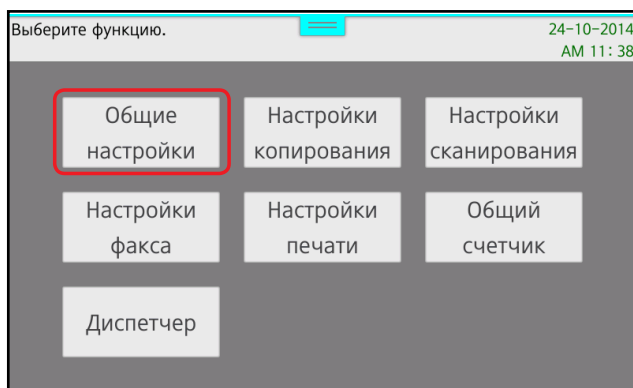 Выберите функцию.
24-10-2014
AM 11: 38
Общие
настройки
Настройки
копирования
Настройки
сканирования
Настройки
факса
Настройки
печати
Общий
счетчик
Диспетчер